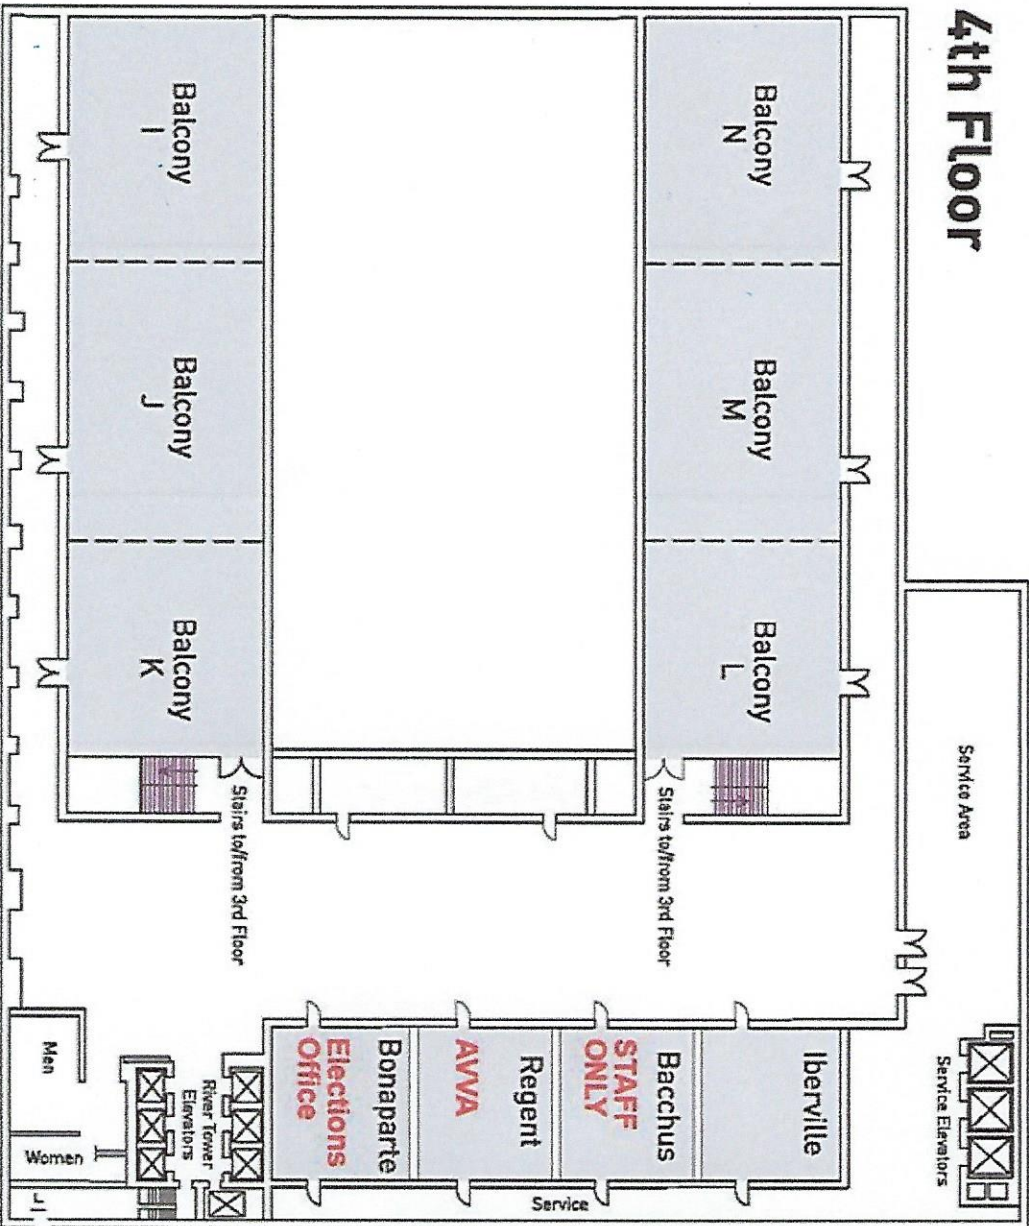 4th Floor
Service Area
Service Elevators
Balcony
N
Balcony
M
Balcony
L
Stairs to/from 3rd Floor
Iberville
Bacchus
STAFF
ONLY
Regent
AVVA
Bonaparte
Elections
Office
Service
Balcony
I
Balcony
J
Balcony
K
Stairs to/from 3rd Floor
River Tower
Elevators
Men
Women